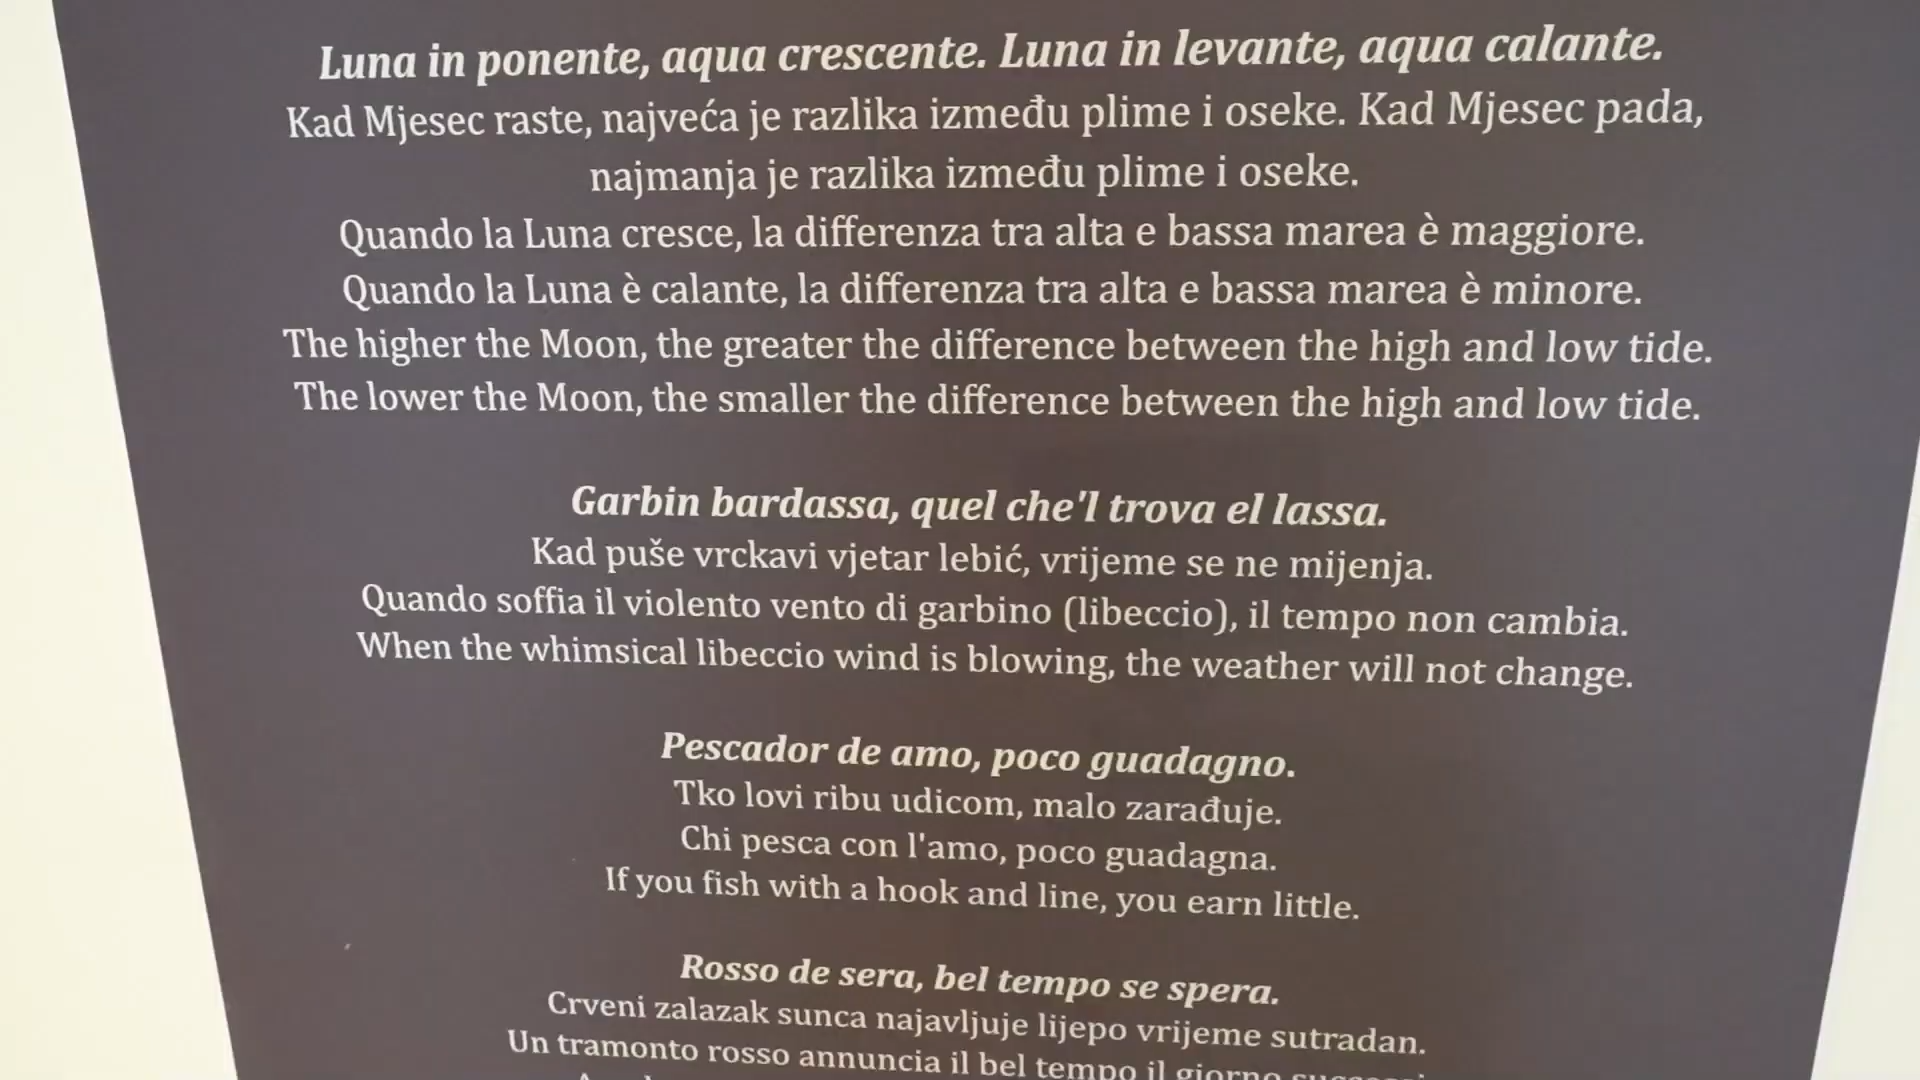 Luna in ponente, aqua crescente. Luna in levante, aqua calante.
Kad Mjesec raste, najveća je razlika između plime i oseke. Kad Mjesec pada,
najmanja je razlika između plime i oseke.
Quando la Luna cresce, la differenza tra alta e bassa marea è maggiore.
Quando la Luna è calante, la differenza tra alta e bassa marea è minore.
The higher the Moon, the greater the difference between the high and low tide.
The lower the Moon, the smaller the difference between the high and low tide.
Garbin bardassa, quel che'l trova el lassa.
Kad puše vrckavi vjetar lebić, vrijeme se ne mijenja.
Quando soffia il violento vento di garbino (libeccio), il tempo non cambia.
When the whimsical libeccio wind is blowing, the weather will not change.
Pescador de amo, poco guadagno.
Tko lovi ribu udicom, malo zarađuje.
Chi pesca con l'amo, poco guadagna.
If you fish with a hook and line, you earn little.
Rosso de sera, bel tempo se spera.
Crveni zalazak sunca najavljuje lijepo vrijeme sutradan.
Un tramonto rosso annuncia il bel tempo il giorno